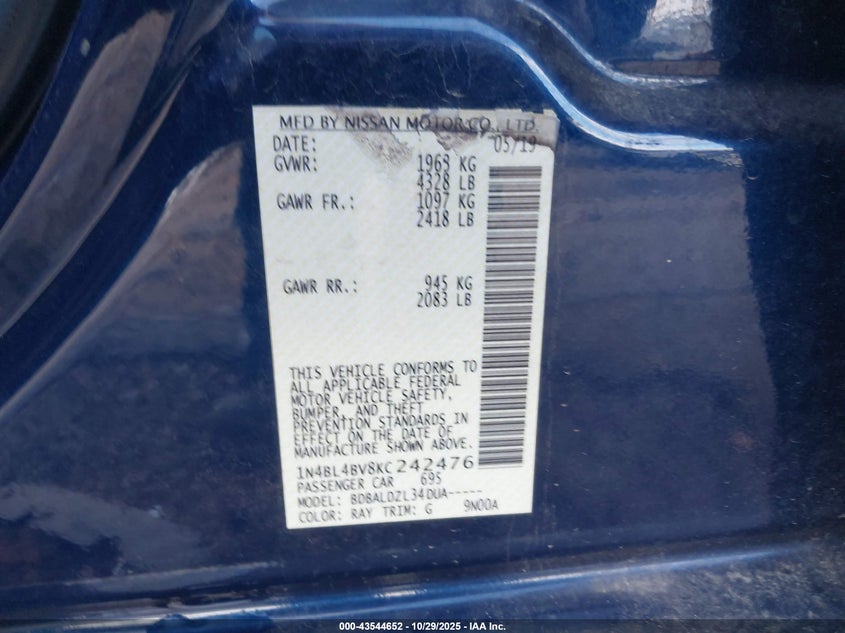 MFD BY NISSAN MOTOR CO., LTD.
DATE: 05/19
GVWR: 1963 KG
4328 LB
GAWR FR.: 1097 KG
2418 LB
GAWR RR.: 945 KG
2083 LB
THIS VEHICLE CONFORMS TO
ALL APPLICABLE FEDERAL
MOTOR VEHICLE SAFETY,
BUMPER, AND THEFT
PREVENTION STANDARDS IN
EFFECT ON THE DATE OF
MANUFACTURE SHOWN ABOVE.
1N4BL4BV8KC242476
PASSENGER CAR 695
MODEL: BDBALDZL34DUA-----
COLOR: RAY TRIM: G 9N00A
000-43544652 • 10/29/2025 • IAA Inc.